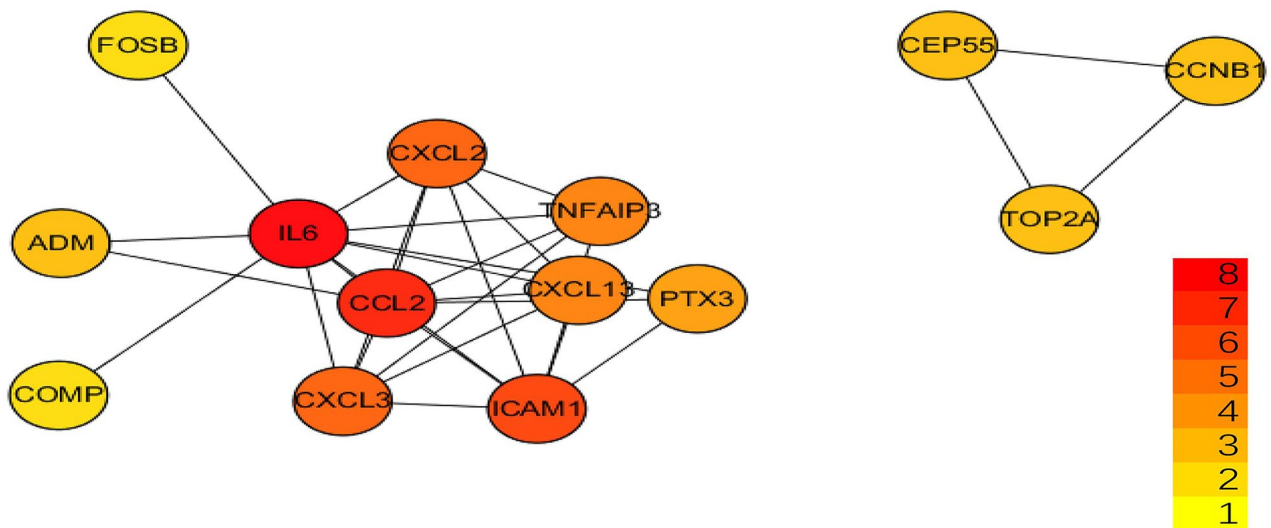 FOSB
CEP55
CCNB1
CXCL2
TNFAIP3
TOP2A
IL6
ADM
CXCL13
PTX3
CCL2
COMP
CXCL3
ICAM1
8
7
6
5
4
3
2
1